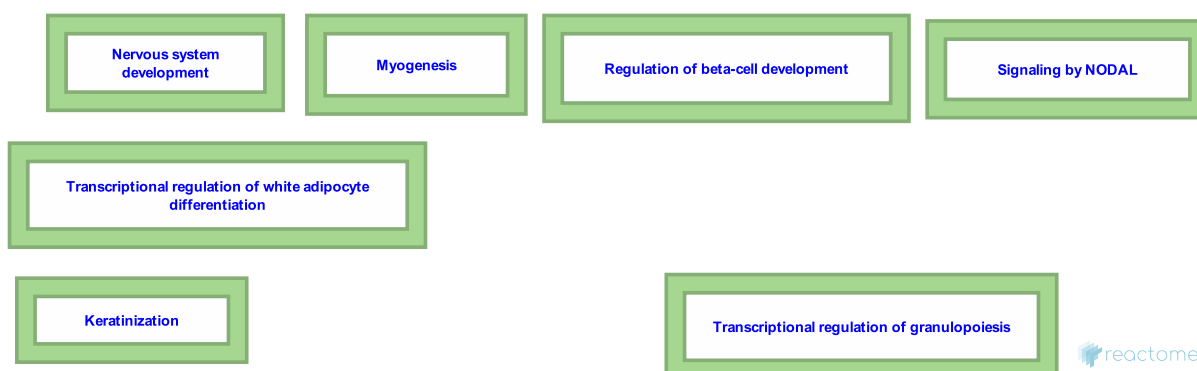 Nervous system
development
Myogenesis
Regulation of beta-cell development
Signaling by NODAL
Transcriptional regulation of white adipocyte
differentiation
Keratinization
Transcriptional regulation of granulopoiesis
reactome